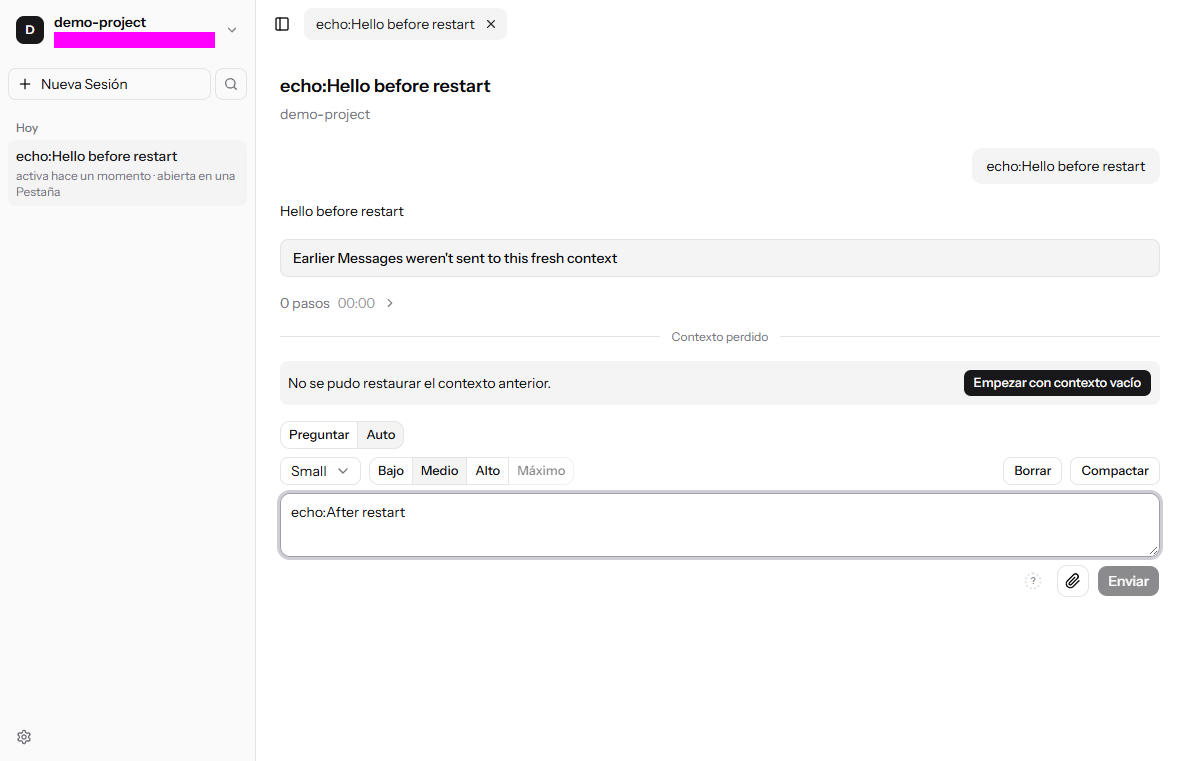 D
demo-project
Nueva Sesión
Hoy
echo:Hello before restart
activa hace un momento · abierta en una
Pestaña
echo:Hello before restart
echo:Hello before restart
demo-project
echo:Hello before restart
Hello before restart
Earlier Messages weren't sent to this fresh context
0 pasos 00:00
Contexto perdido
No se pudo restaurar el contexto anterior.
Empezar con contexto vacío
Preguntar Auto
Small Bajo Medio Alto Máximo Borrar Compactar
echo:After restart
? Enviar